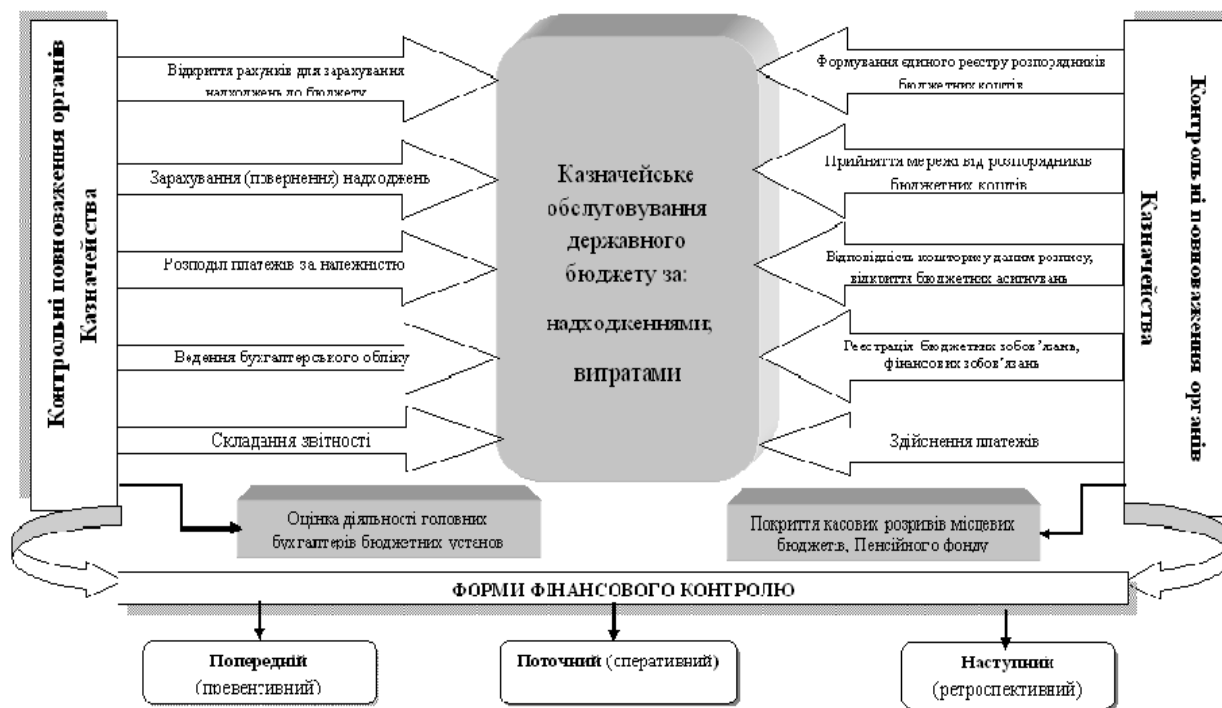 Контрольні повноваження органів
Казначейства
Відкриття рахунків для зарахування
надходжень до бюджету
Зарахування (повернення) надходжень
Розподіл платежів за належністю
Ведення бухгалтерського обліку
Складання звітності
Казначейське
обслуговування
державного
бюджету за:
надходженнями;
витратами
Формування єдиного реєстру розпорядників
бюджетних коштів
Прийняття мережі від розпорядників
бюджетних коштів
Відповідність кошторису даним розпису,
відкриття бюджетних асигнувань
Реєстрація бюджетних зобов’язань,
фінансових зобов’язань
Здійснення платежів
Контрольні повноваження органів
Казначейства
Оцінка діяльності головних
бухгалтерів бюджетних установ
Покриття касових розривів місцевих
бюджетів, Пенсійного фонду
ФОРМИ ФІНАНСОВОГО КОНТРОЛЮ
Попередній
(превентивний)
Поточний (оперативний)
Наступний
(ретроспективний)